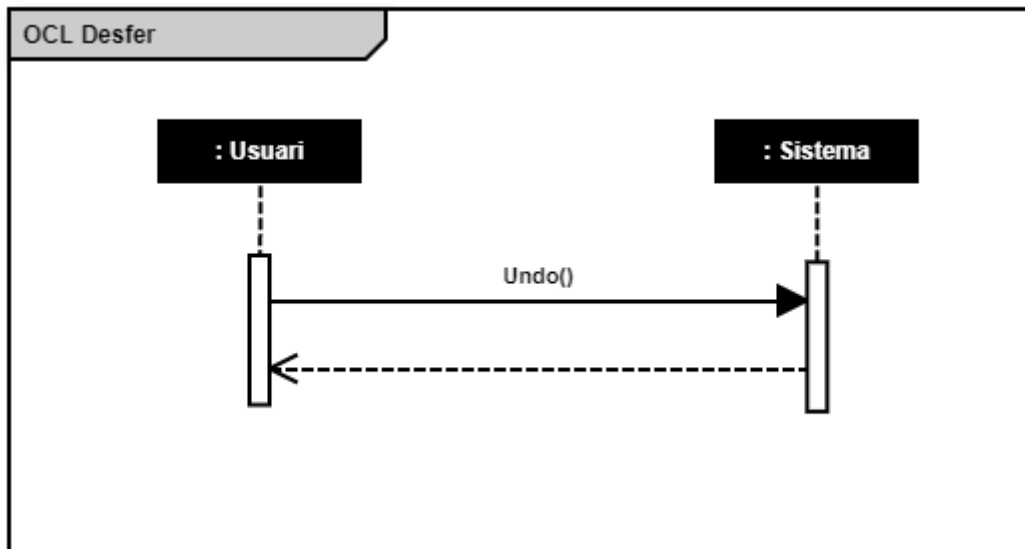 OCL Desfer
: Usuari
: Sistema
Undo()